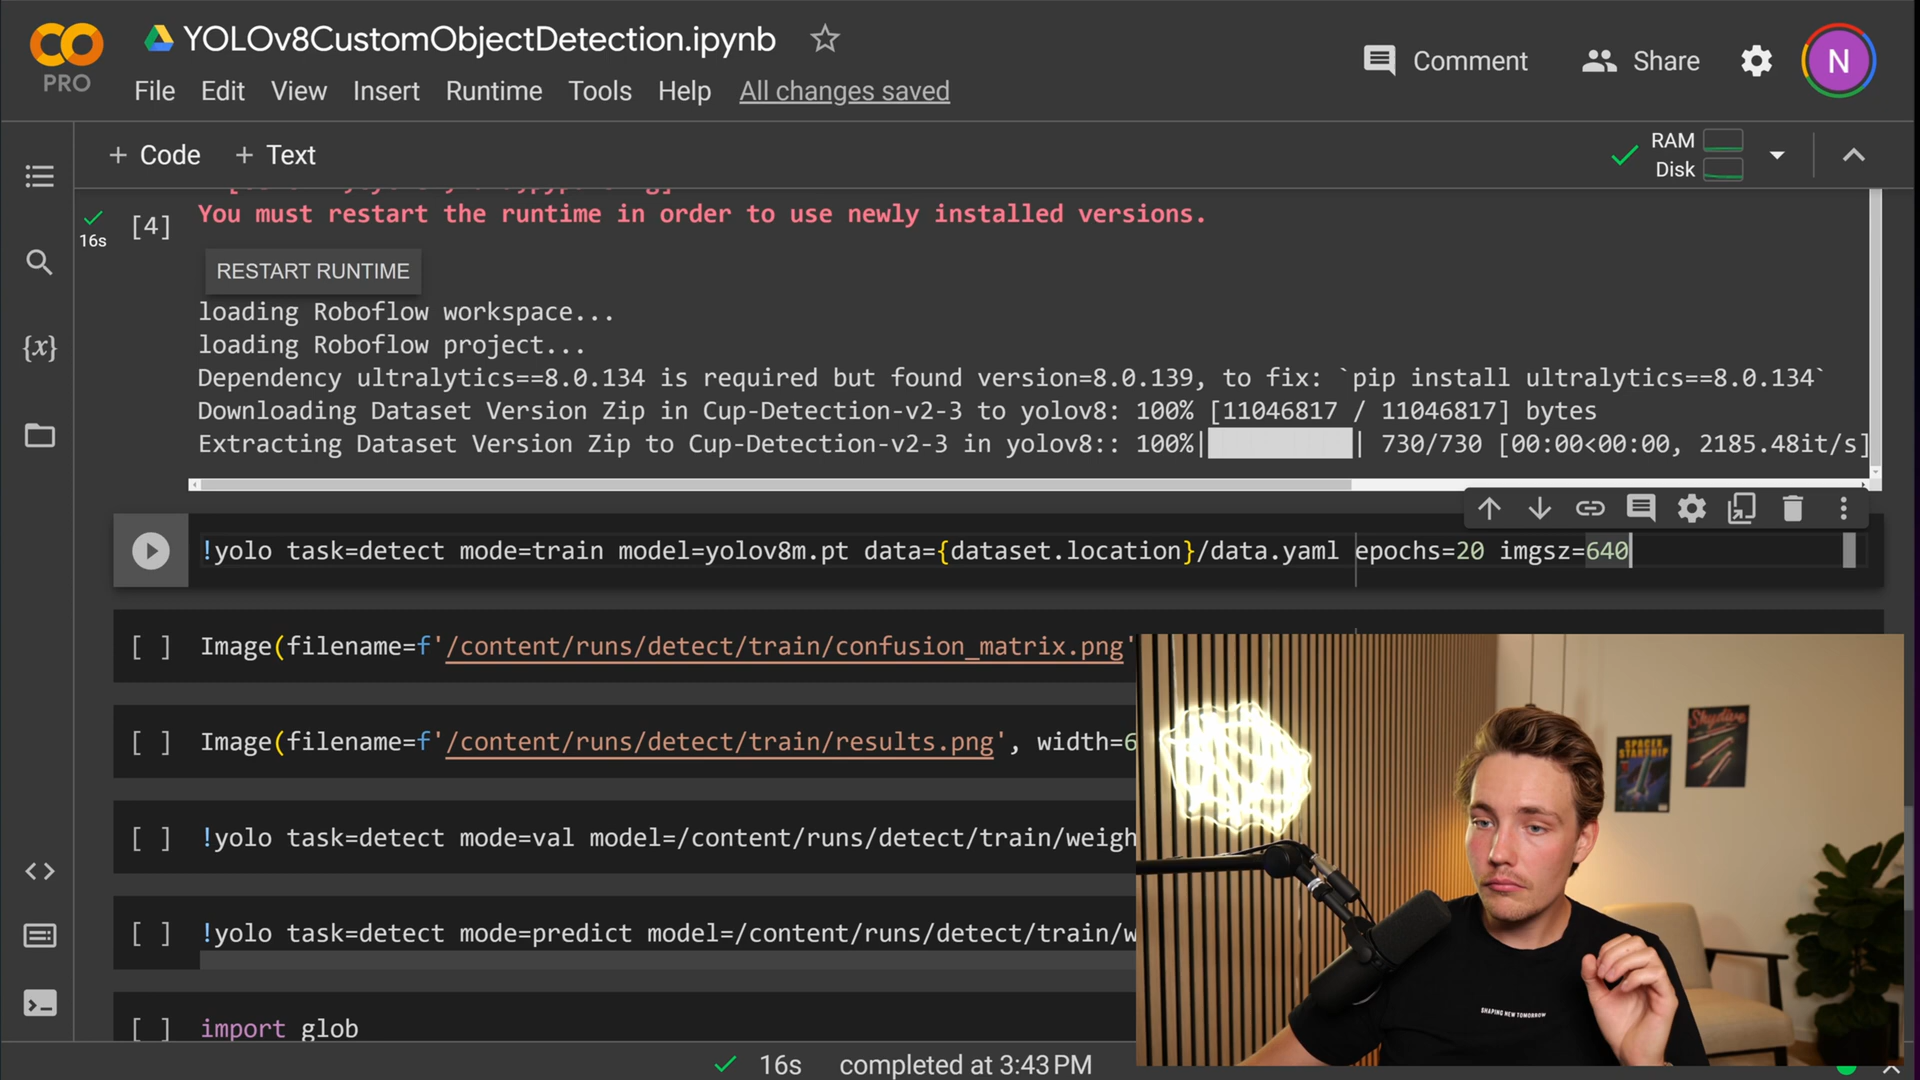 YOLOv8CustomObjectDetection.ipynb
PRO
File Edit View Insert Runtime Tools Help All changes saved
Comment
Share
N
+ Code + Text
RAM
Disk
[4]
16s
You must restart the runtime in order to use newly installed versions.
RESTART RUNTIME
loading Roboflow workspace...
loading Roboflow project...
Dependency ultralytics==8.0.134 is required but found version=8.0.139, to fix: `pip install ultralytics==8.0.134`
Downloading Dataset Version Zip in Cup-Detection-v2-3 to yolov8: 100% [11046817 / 11046817] bytes
Extracting Dataset Version Zip to Cup-Detection-v2-3 in yolov8:: 100%| | 730/730 [00:00<00:00, 2185.48it/s]
!yolo task=detect mode=train model=yolov8m.pt data={dataset.location}/data.yaml epochs=20 imgsz=640
[ ] Image(filename=f'/content/runs/detect/train/confusion_matrix.png'
[ ] Image(filename=f'/content/runs/detect/train/results.png', width=6
[ ] !yolo task=detect mode=val model=/content/runs/detect/train/weigh
[ ] !yolo task=detect mode=predict model=/content/runs/detect/train/w
[ ] import glob
Skydive
SPACEX
STARSHIP
SHAPING NEW TOMORROW
16s completed at 3:43 PM